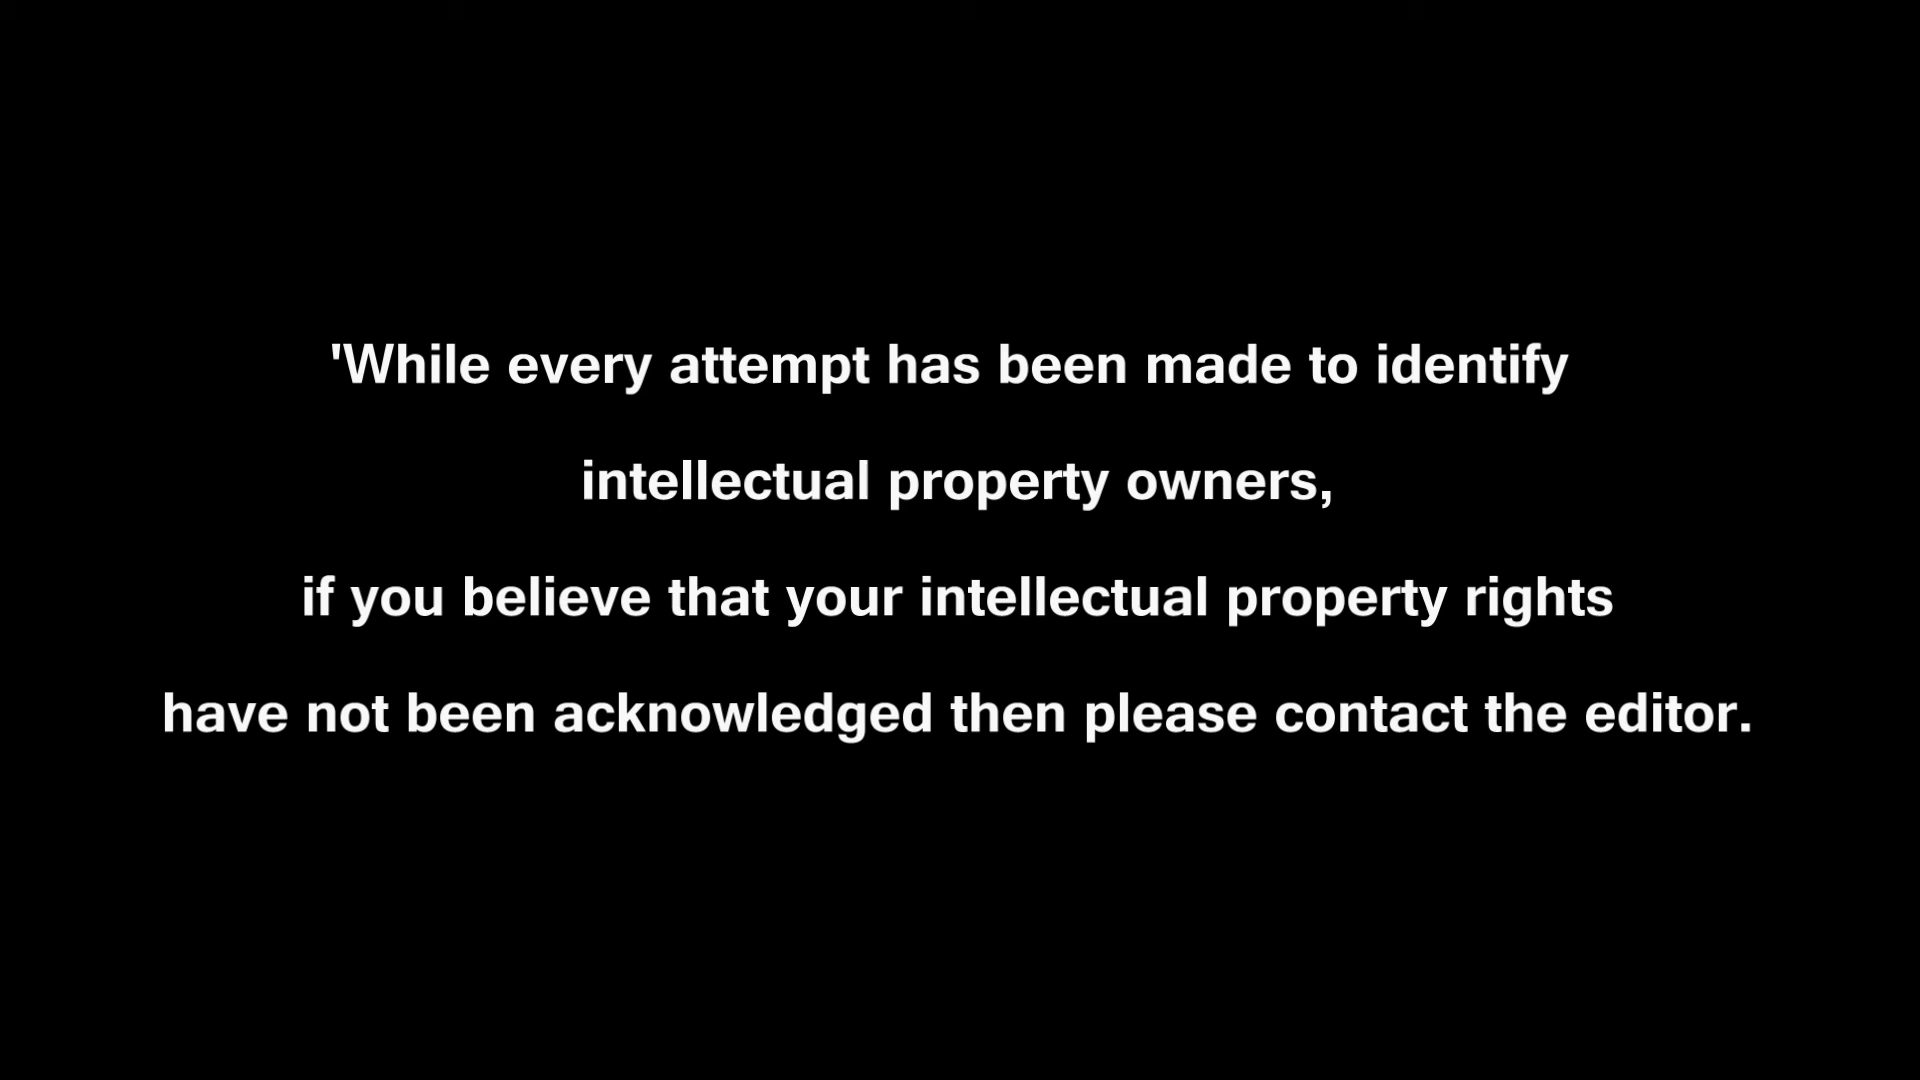 'While every attempt has been made to identify
intellectual property owners,
if you believe that your intellectual property rights
have not been acknowledged then please contact the editor.